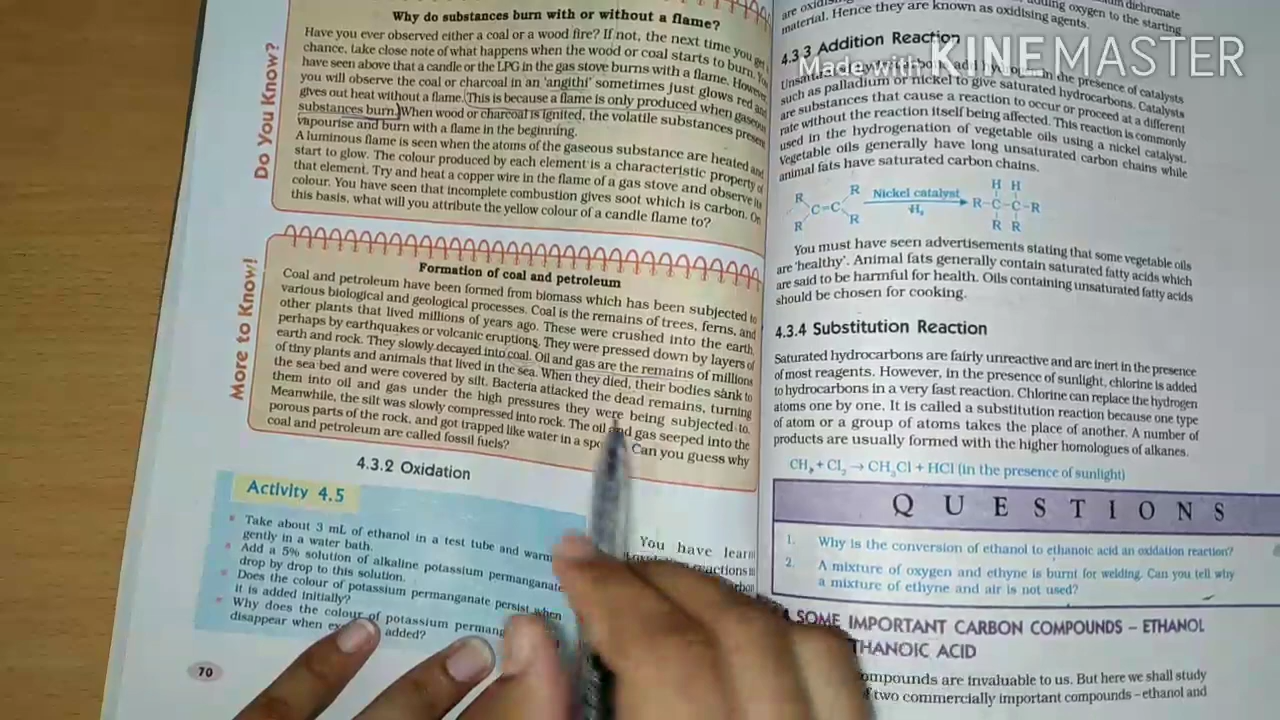 Why do substances burn with or without a flame?
Do You Know?
Have you ever observed either a coal or a wood fire? If not, the next time you get a
chance, take close note of what happens when the wood or coal starts to burn. You
have seen above that a candle or the LPG in the gas stove burns with a flame. However,
you will observe the coal or charcoal in an 'angithi' sometimes just glows red and
gives out heat without a flame. This is because a flame is only produced when gaseous
substances burn. When wood or charcoal is ignited, the volatile substances present
vapourise and burn with a flame in the beginning.
A luminous flame is seen when the atoms of the gaseous substance are heated and
start to glow. The colour produced by each element is a characteristic property of
that element. Try and heat a copper wire in the flame of a gas stove and observe its
colour. You have seen that incomplete combustion gives soot which is carbon. On
this basis, what will you attribute the yellow colour of a candle flame to?
More to Know!
Formation of coal and petroleum
Coal and petroleum have been formed from biomass which has been subjected to
various biological and geological processes. Coal is the remains of trees, ferns, and
other plants that lived millions of years ago. These were crushed into the earth
perhaps by earthquakes or volcanic eruptions. They were pressed down by layers of
earth and rock. They slowly decayed into coal. Oil and gas are the remains of millions
of tiny plants and animals that lived in the sea. When they died, their bodies sank to
the sea bed and were covered by silt. Bacteria attacked the dead remains, turning
them into oil and gas under the high pressures they were being subjected to.
Meanwhile, the silt was slowly compressed into rock. The oil and gas seeped into the
porous parts of the rock, and got trapped like water in a Can you guess why
coal and petroleum are called fossil fuels?
4.3.2 Oxidation
Activity 4.5
Take about 3 mL of ethanol in a test tube and warm
gently in a water bath.
Add a 5% solution of alkaline potassium permanganate
drop by drop to this solution.
Does the colour of potassium permanganate persist when
it is added initially?
Why does the colour of potassium
disappear when added?
You have
70
dichromate
adding oxygen to the starting
material. Hence they are known as oxidising agents.
4.3.3 Addition Reaction
Made with KINEMASTER
in the presence of catalysts
such as palladium or nickel to give saturated hydrocarbons. Catalysts
are substances that cause a reaction to occur or proceed at a different
rate without the reaction itself being affected. This reaction is commonly
used in the hydrogenation of vegetable oils using a nickel catalyst.
Vegetable oils generally have long unsaturated carbon chains while
animal fats have saturated carbon chains.
R R H H
C=C Nickel catalyst R-C-C-R
R R H₂ R R
You must have seen advertisements stating that some vegetable oils
are 'healthy'. Animal fats generally contain saturated fatty acids which
are said to be harmful for health. Oils containing unsaturated fatty acids
should be chosen for cooking.
4.3.4 Substitution Reaction
Saturated hydrocarbons are fairly unreactive and are inert in the presence
of most reagents. However, in the presence of sunlight, chlorine is added
to hydrocarbons in a very fast reaction. Chlorine can replace the hydrogen
atoms one by one. It is called a substitution reaction because one type
of atom or a group of atoms takes the place of another. A number of
products are usually formed with the higher homologues of alkanes.
CH₄ + Cl₂ → CH₃Cl + HCl (in the presence of sunlight)
QUESTIONS
1. Why is the conversion of ethanol to ethanoic acid an oxidation reaction?
2. A mixture of oxygen and ethyne is burnt for welding. Can you tell why
a mixture of ethyne and air is not used?
SOME IMPORTANT CARBON COMPOUNDS – ETHANOL
ACID
are invaluable to us. But here we shall study
two commercially important compounds – ethanol and